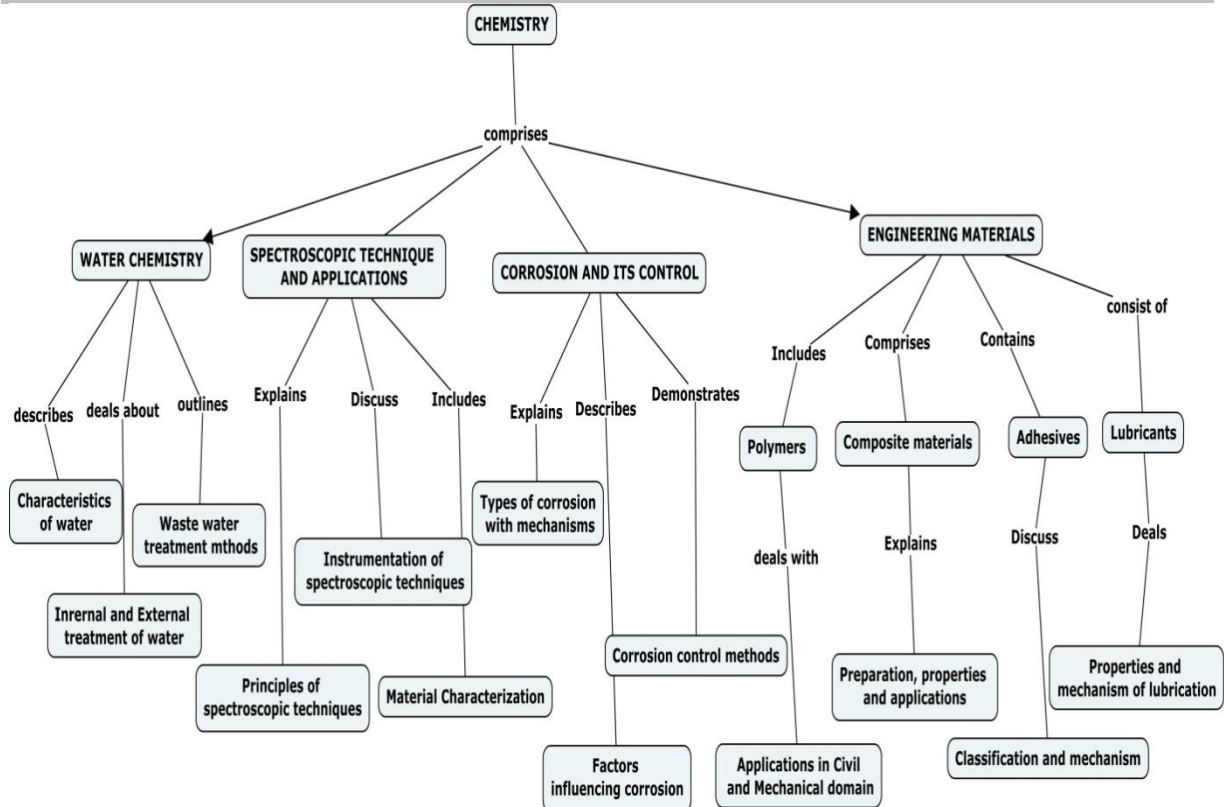 CHEMISTRY
comprises
WATER CHEMISTRY
SPECTROSCOPIC TECHNIQUE
AND APPLICATIONS
CORROSION AND ITS CONTROL
ENGINEERING MATERIALS
describes
deals about
outlines
Explains
Discuss
Includes
Explains
Describes
Demonstrates
Includes
Comprises
Contains
consist of
Characteristics
of water
Waste water
treatment mthods
Inrernal and External
treatment of water
Principles of
spectroscopic techniques
Instrumentation of
spectroscopic techniques
Material Characterization
Types of corrosion
with mechanisms
Factors
influencing corrosion
Corrosion control methods
Polymers
Composite materials
Adhesives
Lubricants
deals with
Explains
Discuss
Deals
Applications in Civil
and Mechanical domain
Preparation, properties
and applications
Classification and mechanism
Properties and
mechanism of lubrication